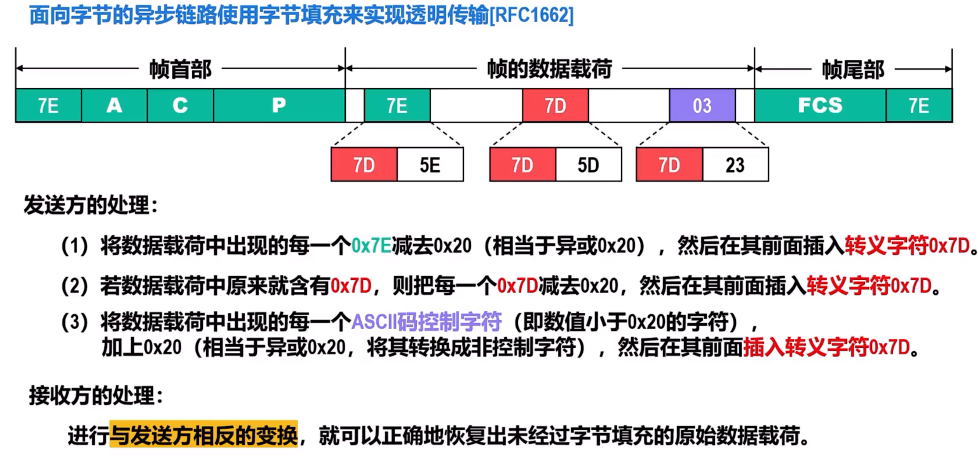 面向字节的异步链路使用字节填充来实现透明传输[RFC1662]
帧首部 帧的数据载荷 帧尾部
7E A C P 7E 7D 03 FCS 7E
7D 5E 7D 5D 7D 23
发送方的处理：
（1）将数据载荷中出现的每一个0x7E减去0x20（相当于异或0x20），然后在其前面插入转义字符0x7D。
（2）若数据载荷中原来就含有0x7D，则把每一个0x7D减去0x20，然后在其前面插入转义字符0x7D。
（3）将数据载荷中出现的每一个ASCII码控制字符（即数值小于0x20的字符），
加上0x20（相当于异或0x20，将其转换成非控制字符），然后在其前面插入转义字符0x7D。
接收方的处理：
进行与发送方相反的变换，就可以正确地恢复出未经过字节填充的原始数据载荷。